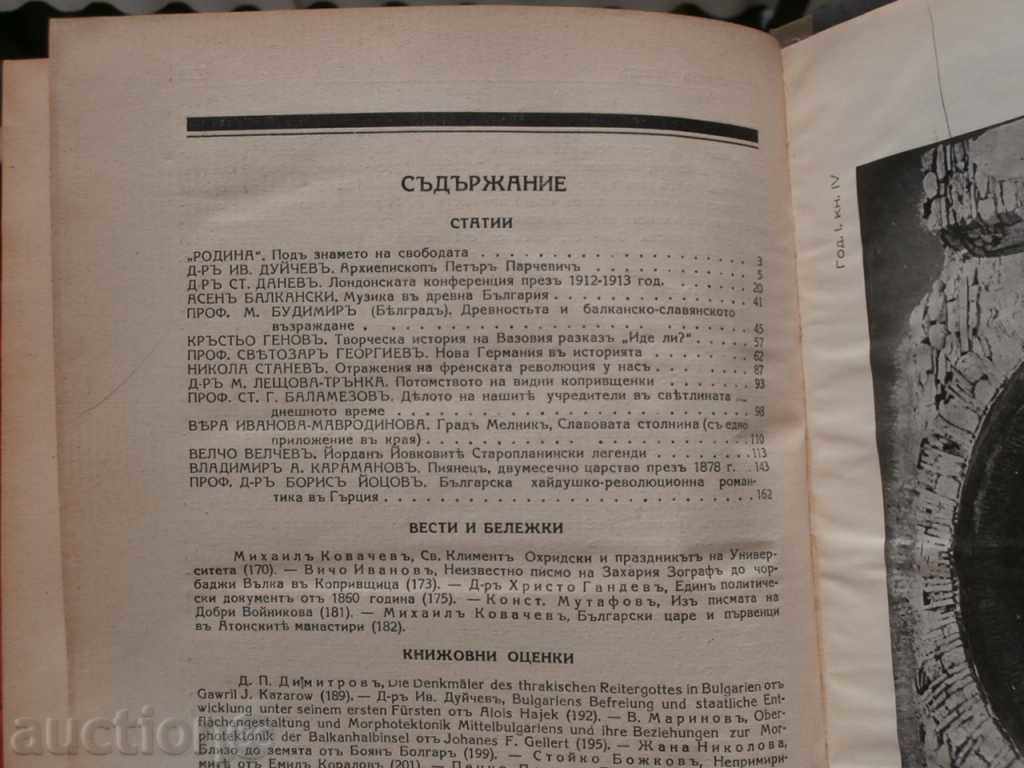 СЪДЪРЖАНИЕ
СТАТИИ
„РОДИНА“. Подъ знамето на свободата . . . . . . . . . . 3
Д-РЪ ИВ. ДУЙЧЕВЪ. Архиепископъ Петъръ Парчевичъ . . . . . . 5
Д-РЪ СТ. ДАНЕВЪ. Лондонската конференция презъ 1912-1913 год. . . . . 20
АСЕНЪ БАЛКАНСКИ. Музика въ древна България . . . . . . . . 41
ПРОФ. М. БУДИМИРЪ (Бѣлградъ). Древностьта и балканско-славянското
възраждане . . . . . . . . . . 45
КРЪСТЬО ГЕНОВЪ. Творческа история на Вазовия разказъ „Иде ли?“ . . . . 57
ПРОФ. СВѢТОЗАРЪ ГЕОРГИЕВЪ. Нова Германия въ историята . . . . . 62
НИКОЛА СТАНЕВЪ. Отражения на френската революция у насъ . . . . . 87
Д-РЪ М. ЛЕЩОВА-ТРЪНКА. Потомството на видни копривщенки . . . . . 93
ПРОФ. СТ. Г. БАЛАМЕЗОВЪ. Дѣлото на нашитѣ учредители въ свѣтлината
днешното време . . . . . . . . . . 98
ВѢРА ИВАНОВА-МАВРОДИНОВА. Градъ Мелникъ, Славовата столнина (съ едно
приложение въ края) . . . . . . . . . . 110
ВЕЛЧО ВЕЛЧЕВЪ. Йорданъ Йовковитѣ Старопланински легенди . . . . . 113
ВЛАДИМИРЪ А. КАРАМАНОВЪ. Пиянецъ, двумесечно царство презъ 1878 г. . 143
ПРОФ. Д-РЪ БОРИСЪ ЙОЦОВЪ. Българска хайдушко-революционна роман-
тика въ Гърция . . . . . . . . . . 162
ВЕСТИ И БЕЛЕЖКИ
Михаилъ Ковачевъ, Св. Климентъ Охридски и праздникътъ на Универ-
ситета (170). — Вичо Ивановъ, Неизвестно писмо на Захария Зографъ до чор-
баджи Вълка въ Копривщица (173). — Д-ръ Христо Гандевъ, Единъ политиче-
ски документъ отъ 1860 година (175). — Конст. Мутафовъ, Изъ писмата на
Добри Войникова (181). — Михаилъ Ковачевъ, Български царе и първенци
въ Атонскитѣ манастири (182).
КНИЖОВНИ ОЦЕНКИ
Д. П. Димитровъ, Die Denkmäler des thrakischen Reitergottes in Bulgarien отъ
Gawril J. Kazarow (189). — Д-ръ Ив. Дуйчевъ, Bulgariens Befreiung und staatliche Ent-
wicklung unter seinem ersten Fürsten отъ Alois Hajek (192). — В. Мариновъ, Ober-
flächengestaltung und Morphotektonik Mittelbulgariens und ihre Beziehungen zur Mor-
photektonik der Balkanhalbinsel отъ Johanes F. Gellert (195). — Жана Николова,
Близо до земята отъ Боянъ Болгаръ (199). — Стойко Божковъ, Непримири-
митѣ отъ Емилъ Коралов (201). —
Год. I, кн. IV
auction